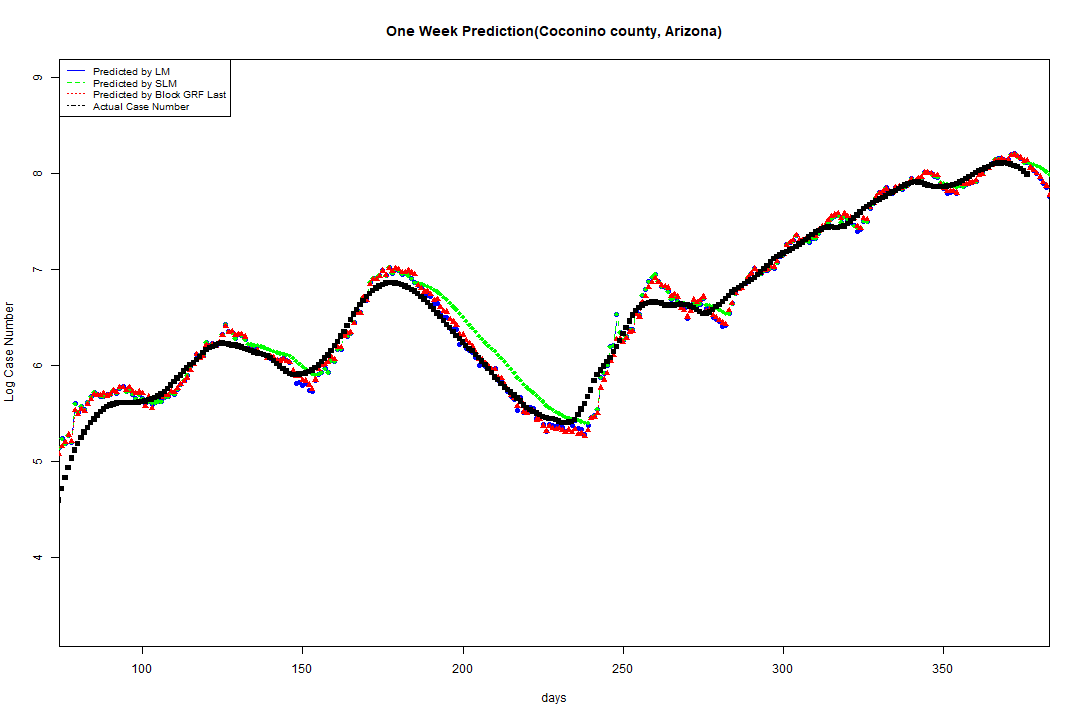 One Week Prediction(Coconino county, Arizona)
Predicted by LM
Predicted by SLM
Predicted by Block GRF Last
Actual Case Number
9
8
7
6
5
4
Log Case Number
100 150 200 250 300 350
days